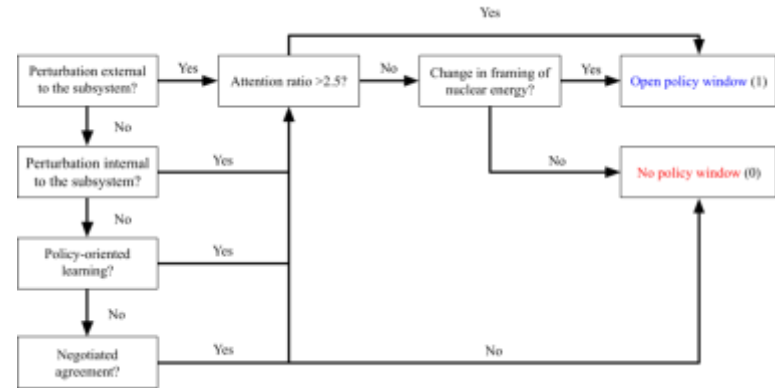 Yes
Perturbation external
to the subsystem?
Yes
Attention ratio >2.5?
No
Change in framing of
nuclear energy?
Yes
Open policy window (1)
No
Perturbation internal
to the subsystem?
Yes
No
No policy window (0)
No
Policy-oriented
learning?
Yes
No
Negotiated
agreement?
Yes
No